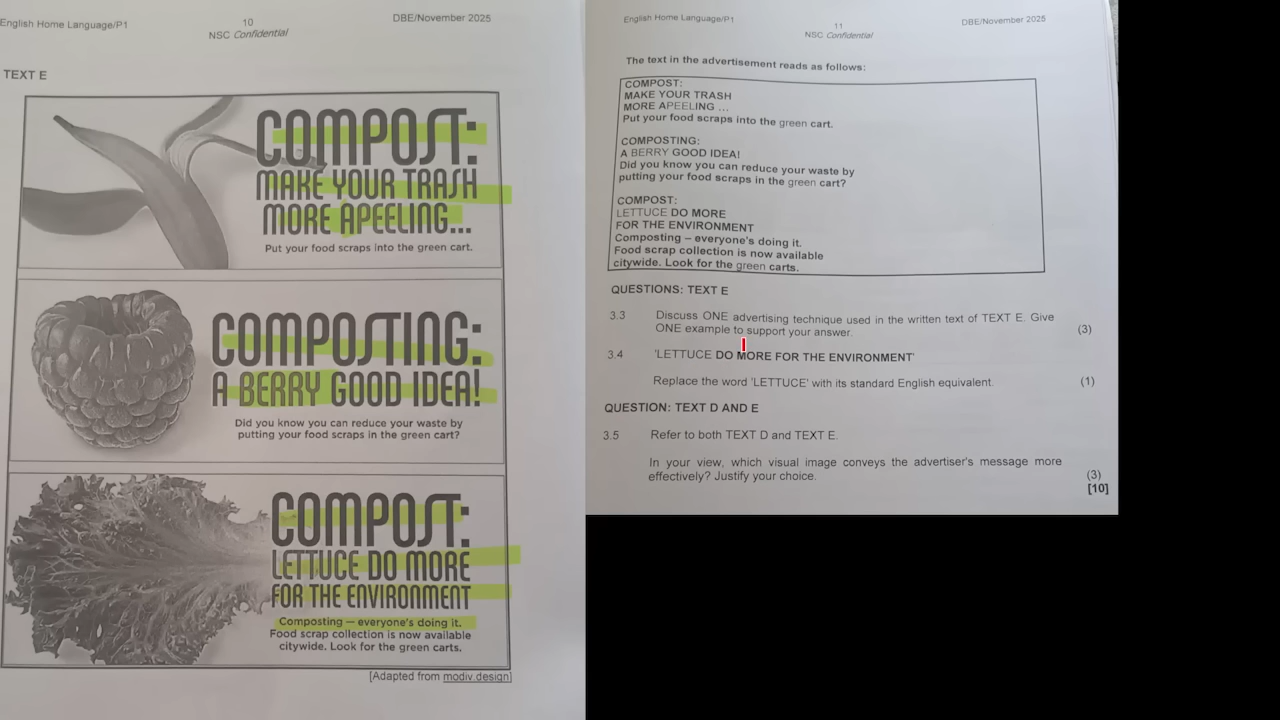 English Home Language/P1
10
NSC Confidential
DBE/November 2025
TEXT E
COMPOST:
MAKE YOUR TRASH
MORE APEELING...
Put your food scraps into the green cart.
COMPOSTING:
A BERRY GOOD IDEA!
Did you know you can reduce your waste by
putting your food scraps in the green cart?
COMPOST:
LETTUCE DO MORE
FOR THE ENVIRONMENT
Composting — everyone's doing it.
Food scrap collection is now available
citywide. Look for the green carts.
[Adapted from modiv.design]
English Home Language/P1
11
NSC Confidential
DBE/November 2025
The text in the advertisement reads as follows:
COMPOST:
MAKE YOUR TRASH
MORE APEELING ...
Put your food scraps into the green cart.
COMPOSTING:
A BERRY GOOD IDEA!
Did you know you can reduce your waste by
putting your food scraps in the green cart?
COMPOST:
LETTUCE DO MORE
FOR THE ENVIRONMENT
Composting – everyone's doing it.
Food scrap collection is now available
citywide. Look for the green carts.
QUESTIONS: TEXT E
3.3 Discuss ONE advertising technique used in the written text of TEXT E. Give
ONE example to support your answer. (3)
3.4 'LETTUCE DO MORE FOR THE ENVIRONMENT'
Replace the word 'LETTUCE' with its standard English equivalent. (1)
QUESTION: TEXT D AND E
3.5 Refer to both TEXT D and TEXT E.
In your view, which visual image conveys the advertiser's message more
effectively? Justify your choice. (3)
[10]